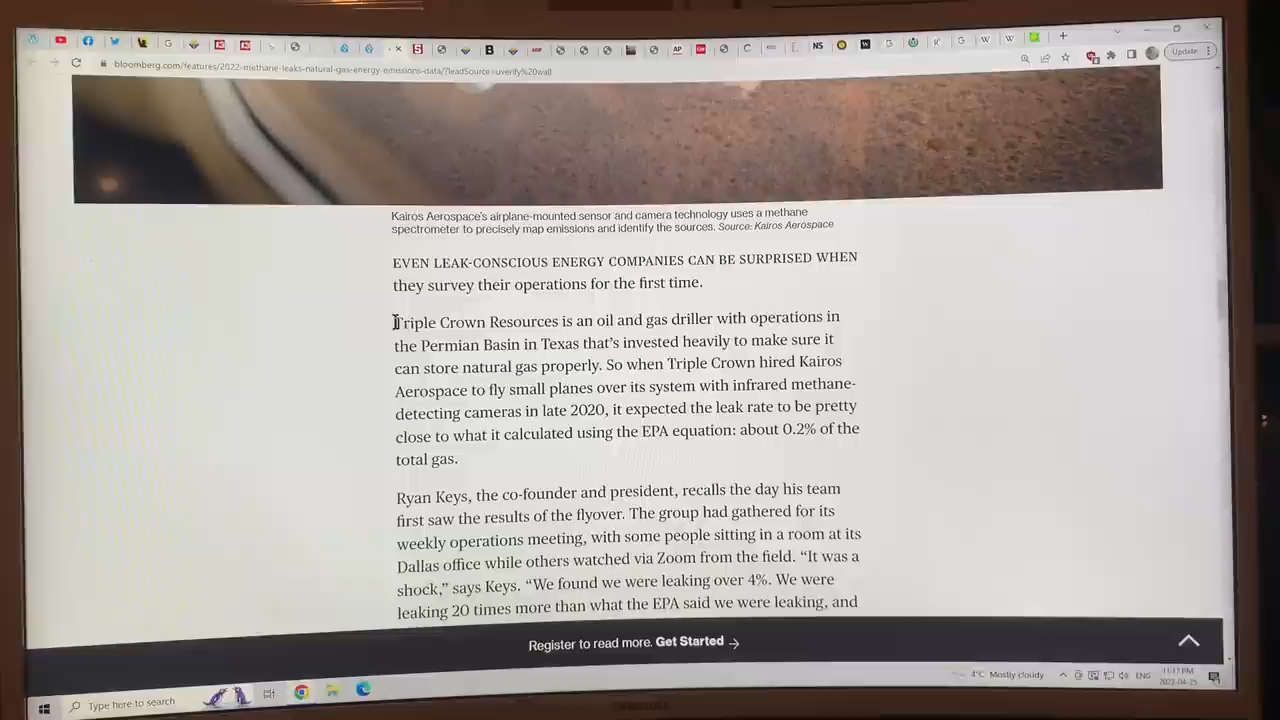 bloomberg.com/features/2022-methane-leaks-natural-gas-energy-emissions-data/?leadSource=uverify%20wall
Update
Kairos Aerospace's airplane-mounted sensor and camera technology uses a methane
spectrometer to precisely map emissions and identify the sources. Source: Kairos Aerospace
EVEN LEAK-CONSCIOUS ENERGY COMPANIES CAN BE SURPRISED WHEN
they survey their operations for the first time.
Triple Crown Resources is an oil and gas driller with operations in
the Permian Basin in Texas that's invested heavily to make sure it
can store natural gas properly. So when Triple Crown hired Kairos
Aerospace to fly small planes over its system with infrared methane-
detecting cameras in late 2020, it expected the leak rate to be pretty
close to what it calculated using the EPA equation: about 0.2% of the
total gas.
Ryan Keys, the co-founder and president, recalls the day his team
first saw the results of the flyover. The group had gathered for its
weekly operations meeting, with some people sitting in a room at its
Dallas office while others watched via Zoom from the field. “It was a
shock,” says Keys. “We found we were leaking over 4%. We were
leaking 20 times more than what the EPA said we were leaking, and
Register to read more. Get Started →
Type here to search
4°C Mostly cloudy
ENG
11:17 PM
2023-04-25